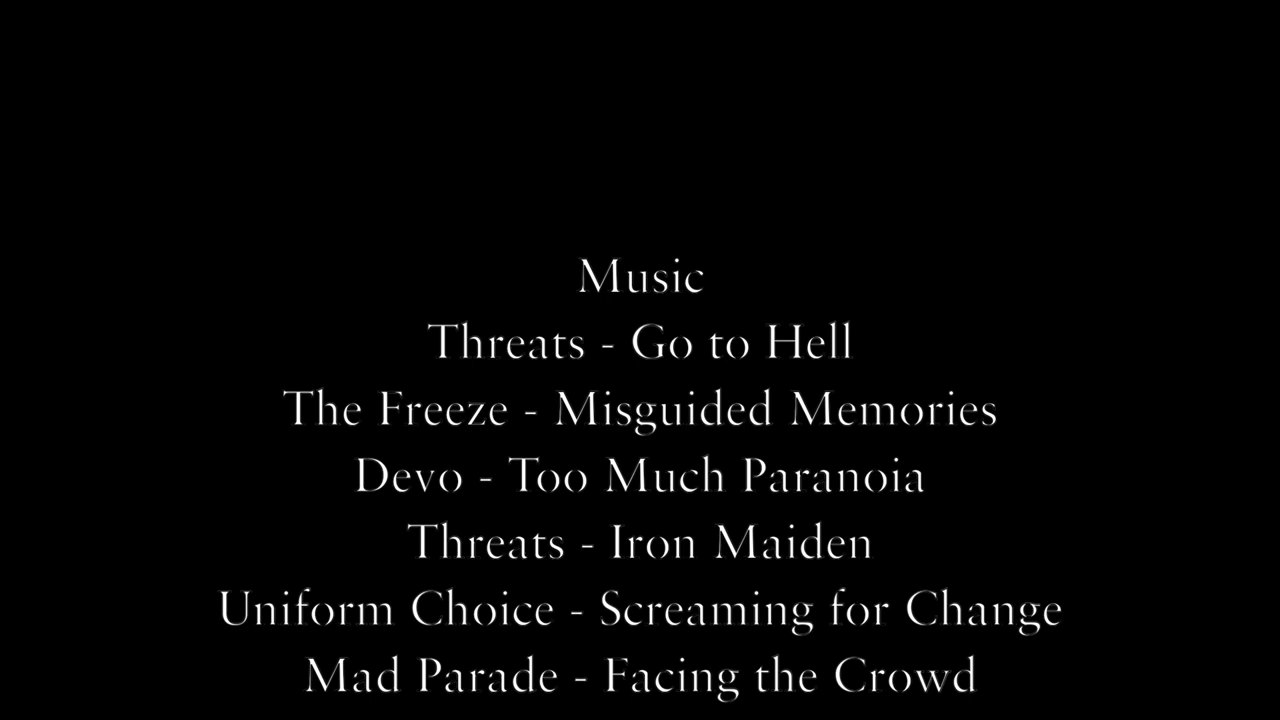 Music
Threats - Go to Hell
The Freeze - Misguided Memories
Devo - Too Much Paranoia
Threats - Iron Maiden
Uniform Choice - Screaming for Change
Mad Parade - Facing the Crowd